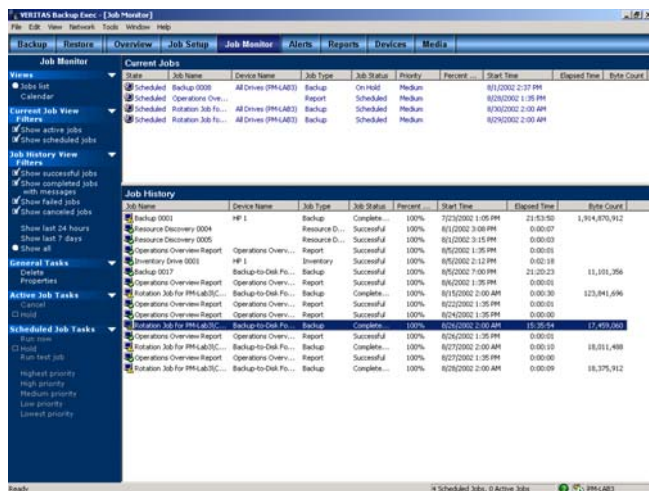 VERITAS Backup Exec - [Job Monitor]
File Edit View Network Tools Window Help
Backup Restore Overview Job Setup Job Monitor Alerts Reports Devices Media
Job Monitor
Views
Jobs list
Calendar
Current Job View
Filters
Show active jobs
Show scheduled jobs
Job History View
Filters
Show successful jobs
Show completed jobs
with messages
Show failed jobs
Show canceled jobs
Show last 24 hours
Show last 7 days
Show all
General Tasks
Delete
Properties
Active Job Tasks
Cancel
Hold
Scheduled Job Tasks
Run now
Hold
Run test job
Highest priority
High priority
Medium priority
Low priority
Lowest priority
Current Jobs
State Job Name Device Name Job Type Job Status Priority Percent ... Start Time Elapsed Time Byte Count
Scheduled Backup 0008 All Drives (PM-LAB3) Backup On Hold Medium 8/1/2002 2:37 PM
Scheduled Operations Ove... Report Scheduled Medium 8/28/2002 1:35 PM
Scheduled Rotation Job Fo... All Drives (PM-LAB3) Backup Scheduled Medium 8/30/2002 2:00 AM
Scheduled Rotation Job fo... All Drives (PM-LAB3) Backup Scheduled Medium 8/29/2002 2:00 AM
Job History
Job Name Device Name Job Type Job Status Percent ... Start Time Elapsed Time Byte Count
Backup 0001 HP 1 Backup Complete... 100% 7/23/2002 1:05 PM 21:53:50 1,914,870,912
Resource Discovery 0004 Resource D... Successful 100% 8/1/2002 3:08 PM 0:00:07
Resource Discovery 0005 Resource D... Successful 100% 8/1/2002 3:15 PM 0:00:03
Operations Overview Report Operations Overv... Report Successful 100% 8/5/2002 1:35 PM 0:00:01
Inventory Drive 0001 HP 1 Inventory Successful 100% 8/5/2002 2:12 PM 0:02:18
Backup 0017 Backup-to-Disk Fo... Backup Complete... 100% 8/5/2002 7:00 PM 21:20:23 11,101,356
Operations Overview Report Operations Overv... Report Successful 100% 8/6/2002 1:35 PM 0:00:01
Rotation Job for PM-Lab3\C... Backup-to-Disk Fo... Backup Complete... 100% 8/15/2002 2:00 AM 0:00:30 123,841,696
Operations Overview Report Operations Overv... Report Successful 100% 8/22/2002 1:35 PM 0:00:01
Operations Overview Report Operations Overv... Report Successful 100% 8/24/2002 1:35 PM 0:00:00
Rotation Job for PM-Lab3\C... Backup-to-Disk Fo... Backup Complete... 100% 8/26/2002 2:00 AM 15:35:54 17,459,060
Operations Overview Report Operations Overv... Report Successful 100% 8/26/2002 1:35 PM 0:00:01
Rotation Job for PM-Lab3\C... Backup-to-Disk Fo... Backup Complete... 100% 8/27/2002 2:00 AM 0:00:10 18,011,488
Operations Overview Report Operations Overv... Report Successful 100% 8/27/2002 1:35 PM 0:00:00
Rotation Job for PM-Lab3\C... Backup-to-Disk Fo... Backup Complete... 100% 8/28/2002 2:00 AM 0:00:09 18,375,912
Ready 4 Scheduled Jobs, 0 Active Jobs PM-LAB3